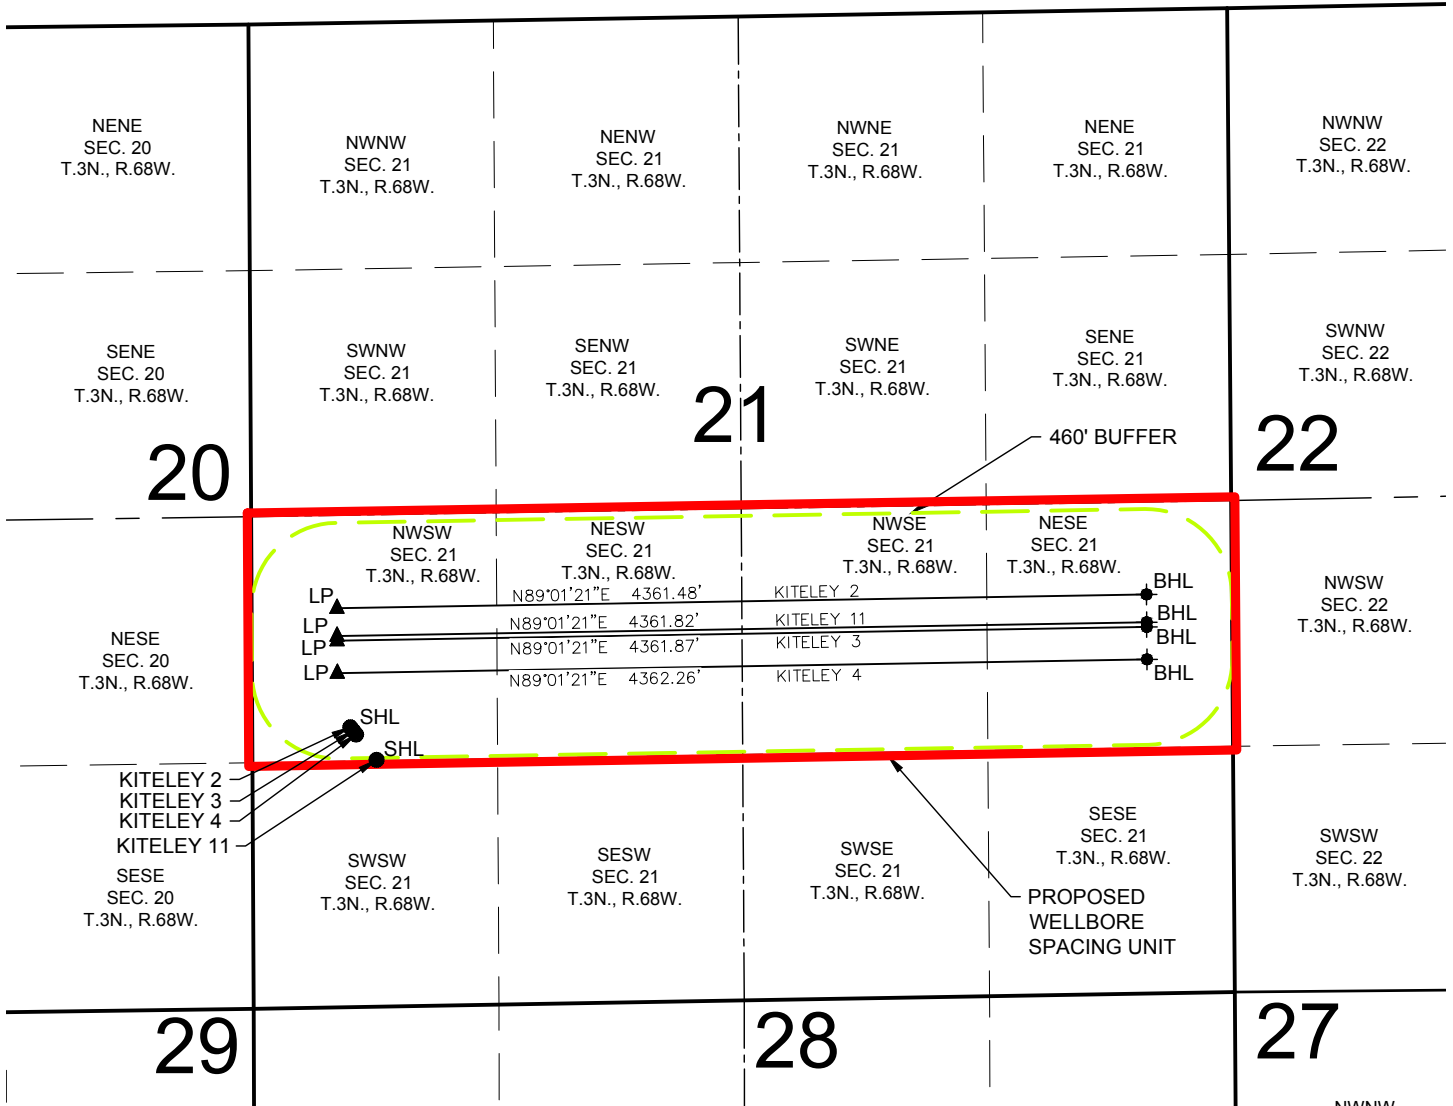 NENE
SEC. 20
T.3N., R.68W.
NWNW
SEC. 21
T.3N., R.68W.
NENW
SEC. 21
T.3N., R.68W.
NWNE
SEC. 21
T.3N., R.68W.
NENE
SEC. 21
T.3N., R.68W.
NWNW
SEC. 22
T.3N., R.68W.
SENE
SEC. 20
T.3N., R.68W.
SWNW
SEC. 21
T.3N., R.68W.
SENW
SEC. 21
T.3N., R.68W.
SWNE
SEC. 21
T.3N., R.68W.
SENE
SEC. 21
T.3N., R.68W.
SWNW
SEC. 22
T.3N., R.68W.
20
21
22
460' BUFFER
NWSW
SEC. 21
T.3N., R.68W.
NESW
SEC. 21
T.3N., R.68W.
NWSE
SEC. 21
T.3N., R.68W.
NESE
SEC. 21
T.3N., R.68W.
NESE
SEC. 20
T.3N., R.68W.
NWSW
SEC. 22
T.3N., R.68W.
LP N89°01'21"E 4361.48' KITELEY 2 BHL
LP N89°01'21"E 4361.82' KITELEY 11 BHL
LP N89°01'21"E 4361.87' KITELEY 3 BHL
LP N89°01'21"E 4362.26' KITELEY 4 BHL
SHL
SHL
KITELEY 2
KITELEY 3
KITELEY 4
KITELEY 11
SESE
SEC. 20
T.3N., R.68W.
SWSW
SEC. 21
T.3N., R.68W.
SESW
SEC. 21
T.3N., R.68W.
SWSE
SEC. 21
T.3N., R.68W.
SESE
SEC. 21
T.3N., R.68W.
SWSW
SEC. 22
T.3N., R.68W.
PROPOSED
WELLBORE
SPACING UNIT
29
28
27
NWNW